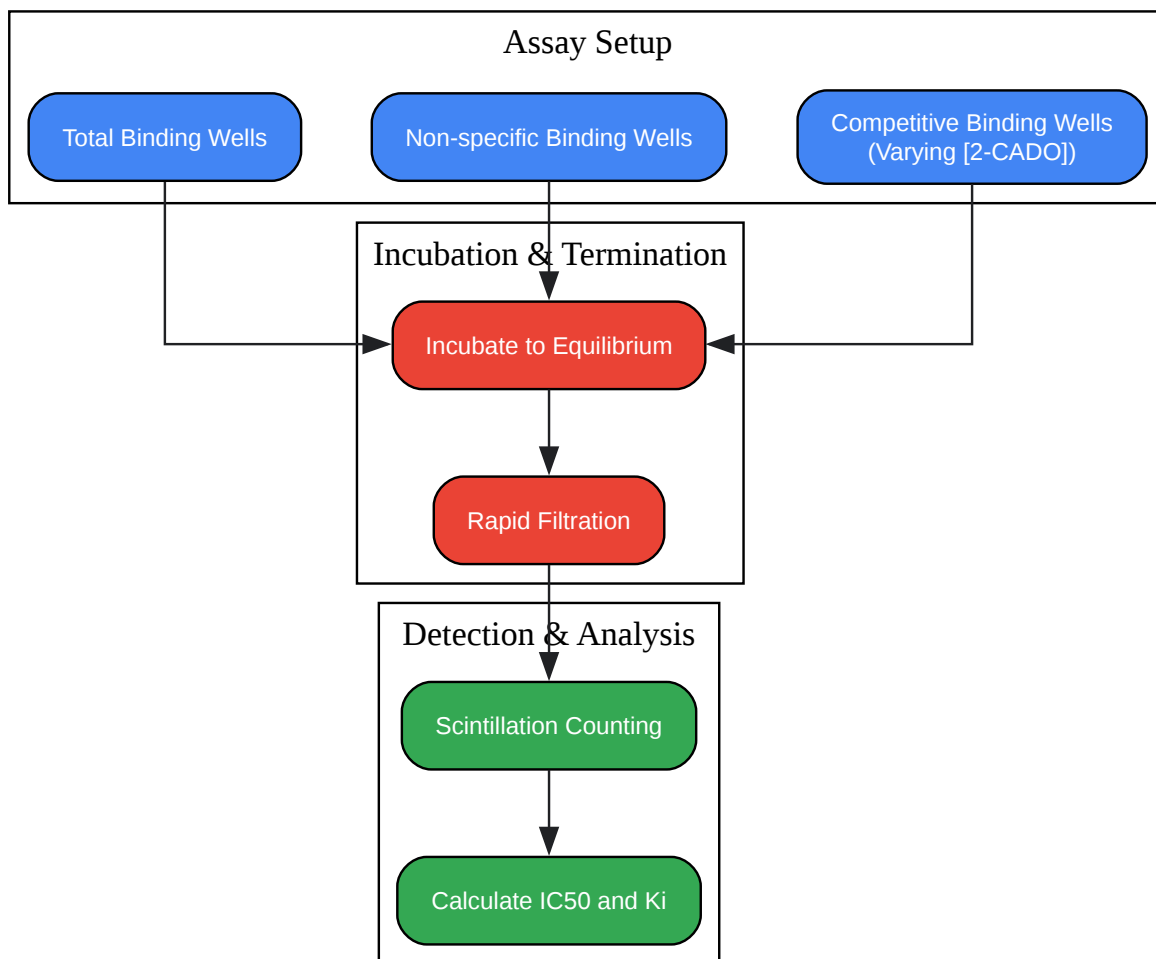 Assay Setup
Total Binding Wells
Non-specific Binding Wells
Competitive Binding Wells
(Varying [2-CADO])
Incubation & Termination
Incubate to Equilibrium
Rapid Filtration
Detection & Analysis
Scintillation Counting
Calculate IC50 and Ki